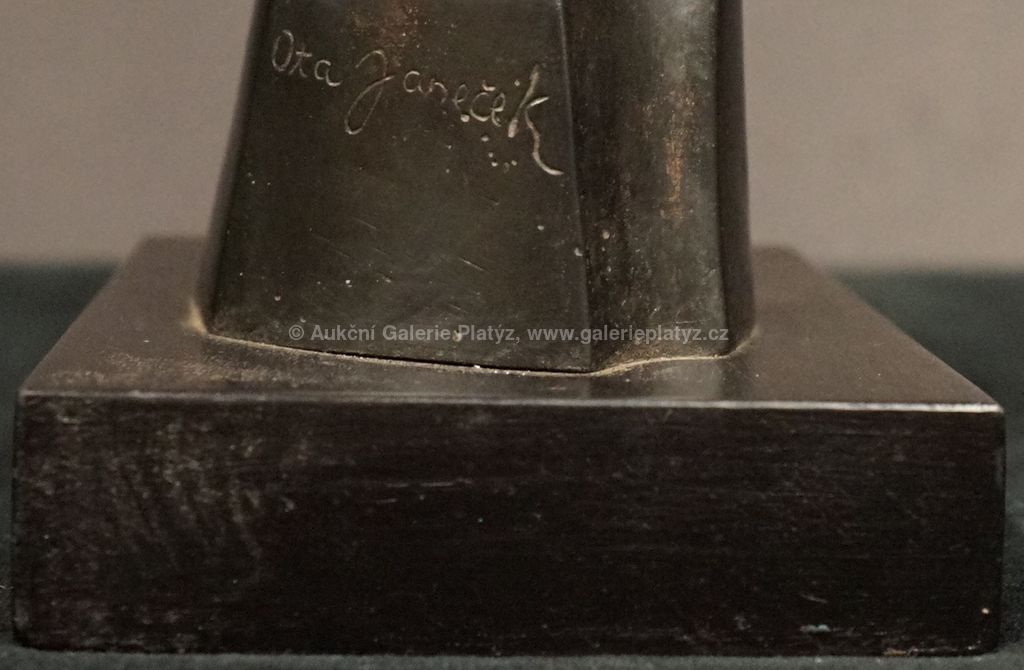 Ota Janeček
© Aukční Galerie Platýz, www.galerieplatyz.cz